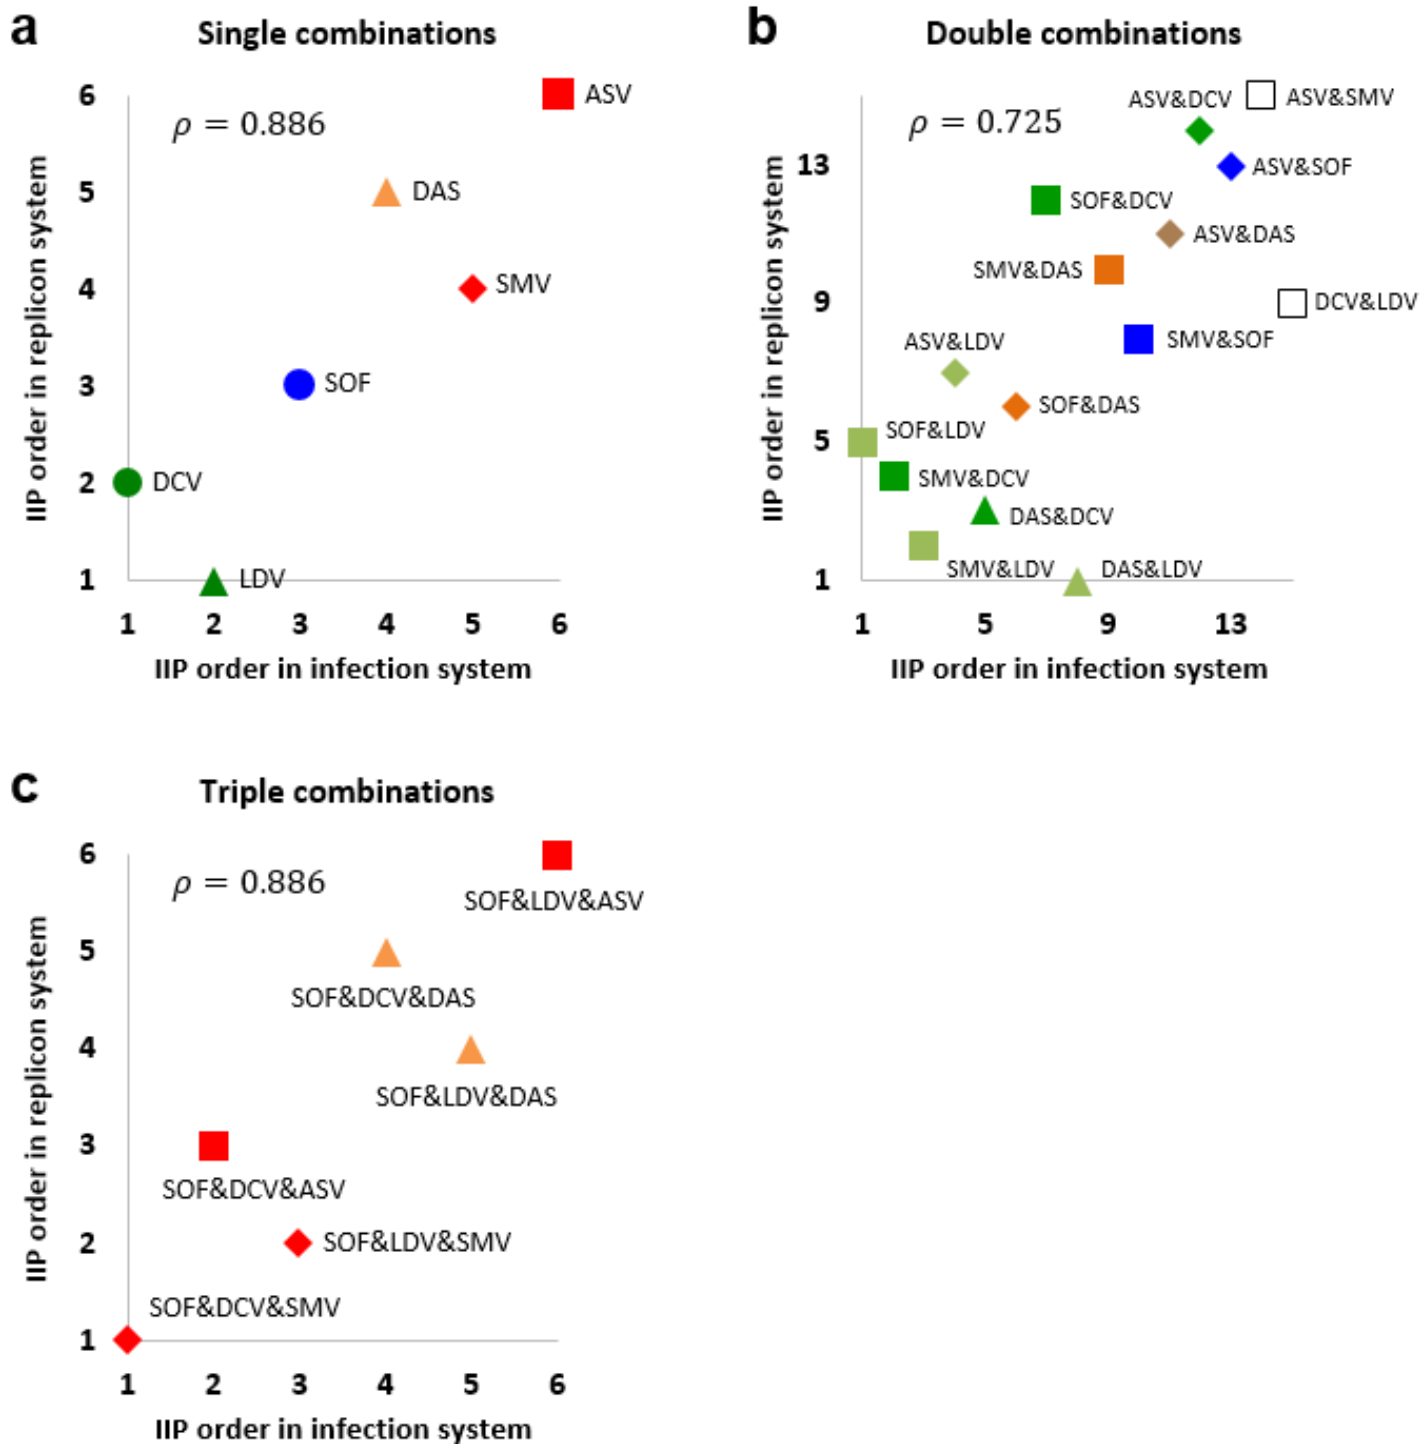 a
Single combinations
6
5
4
3
2
1
ρ = 0.886
ASV
DAS
SMV
SOF
DCV
LDV
1 2 3 4 5 6
IIP order in replicon system
IIP order in infection system
b
Double combinations
13
9
5
1
ρ = 0.725
ASV&DCV
ASV&SMV
ASV&SOF
SOF&DCV
ASV&DAS
SMV&DAS
DCV&LDV
SMV&SOF
ASV&LDV
SOF&DAS
SOF&LDV
SMV&DCV
DAS&DCV
SMV&LDV
DAS&LDV
1 5 9 13
IIP order in replicon system
IIP order in infection system
c
Triple combinations
6
5
4
3
2
1
ρ = 0.886
SOF&LDV&ASV
SOF&DCV&DAS
SOF&LDV&DAS
SOF&DCV&ASV
SOF&LDV&SMV
SOF&DCV&SMV
1 2 3 4 5 6
IIP order in replicon system
IIP order in infection system